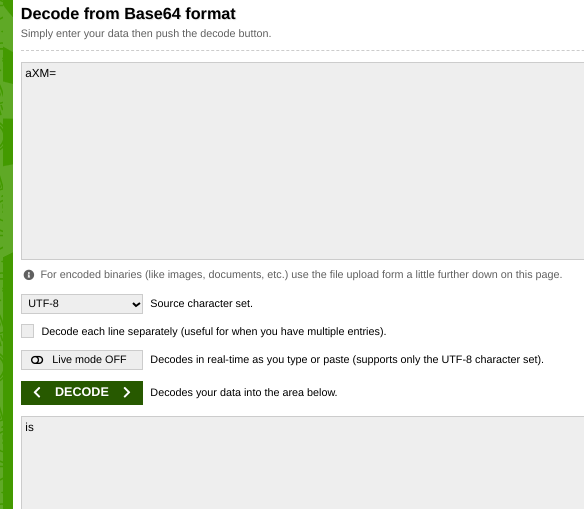 Decode from Base64 format
Simply enter your data then push the decode button.
aXM=
For encoded binaries (like images, documents, etc.) use the file upload form a little further down on this page.
UTF-8 Source character set.
Decode each line separately (useful for when you have multiple entries).
Live mode OFF Decodes in real-time as you type or paste (supports only the UTF-8 character set).
DECODE Decodes your data into the area below.
is